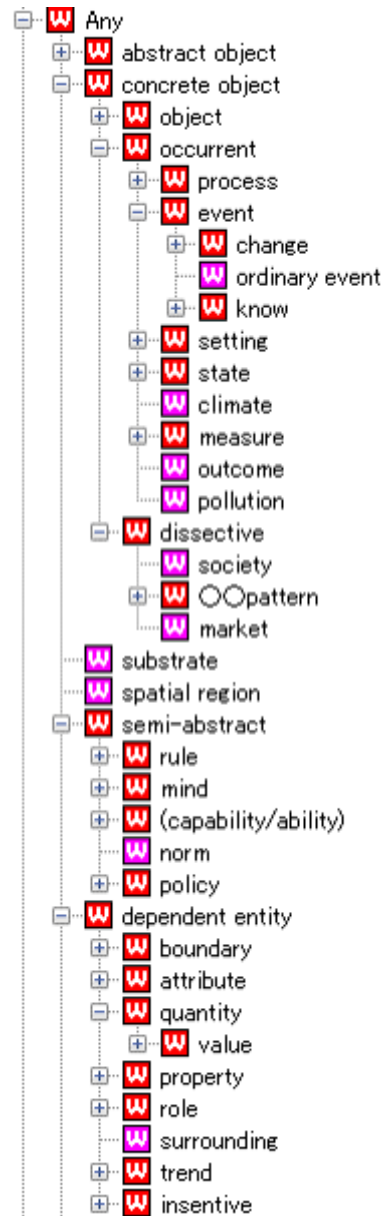 Any
abstract object
concrete object
object
occurrent
process
event
change
ordinary event
know
setting
state
climate
measure
outcome
pollution
dissective
society
○○pattern
market
substrate
spatial region
semi-abstract
rule
mind
(capability/ability)
norm
policy
dependent entity
boundary
attribute
quantity
value
property
role
surrounding
trend
insentive